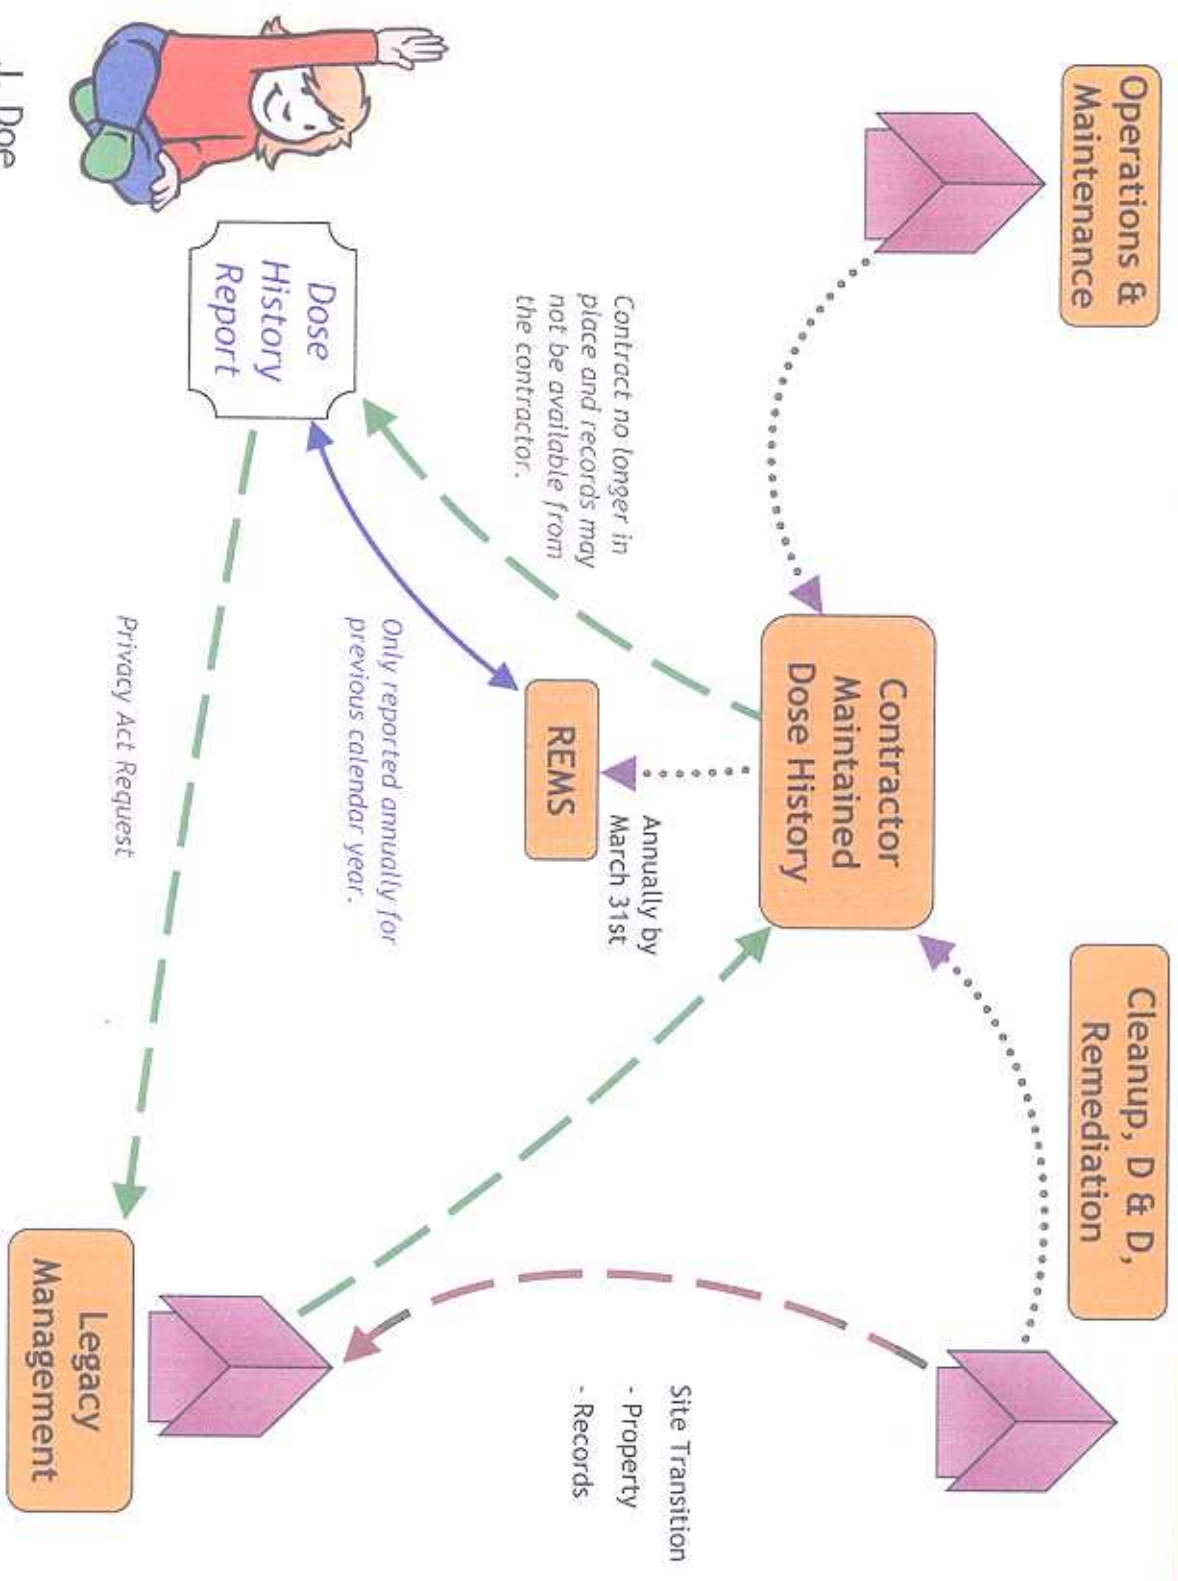 Operations &
Maintenance
Cleanup, D & D,
Remediation
Contractor
Maintained
Dose History
Contract no longer in
place and records may
not be available from
the contractor.
Annually by
March 31st
REMS
Site Transition
- Property
- Records
Dose
History
Report
Only reported annually for
previous calendar year.
Privacy Act Request
Legacy
Management
J. Doe